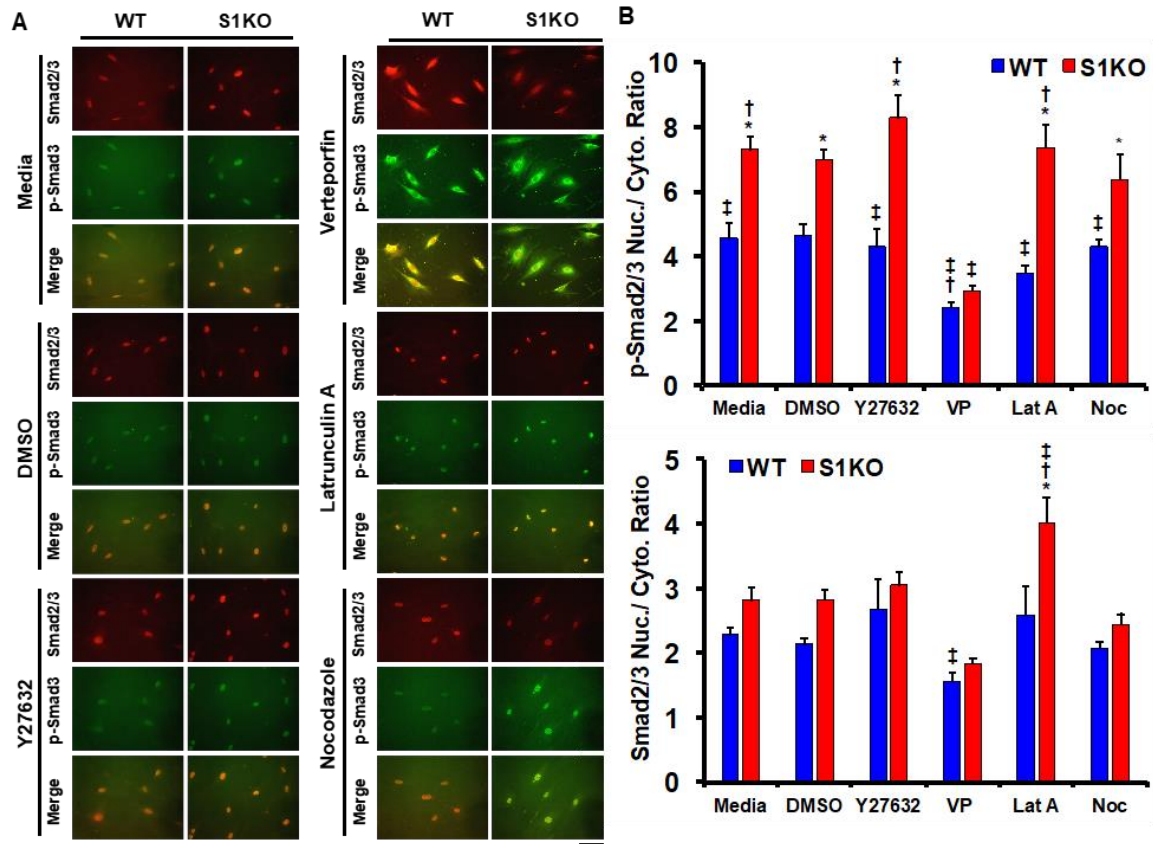 A
WT S1KO
Media
Smad2/3
p-Smad3
Merge
DMSO
Smad2/3
p-Smad3
Merge
Y27632
Smad2/3
p-Smad3
Merge
WT S1KO
Verteporfin
Smad2/3
p-Smad3
Merge
Latrunculin A
Smad2/3
p-Smad3
Merge
Nocodazole
Smad2/3
p-Smad3
Merge
B
p-Smad2/3 Nuc./ Cyto. Ratio
WT S1KO
10
8
6
4
2
0
‡ † * * ‡ † * ‡ † ‡ ‡ † * ‡ *
Media DMSO Y27632 VP Lat A Noc
Smad2/3 Nuc./ Cyto. Ratio
WT S1KO
5
4
3
2
1
0
‡ ‡ † *
Media DMSO Y27632 VP Lat A Noc